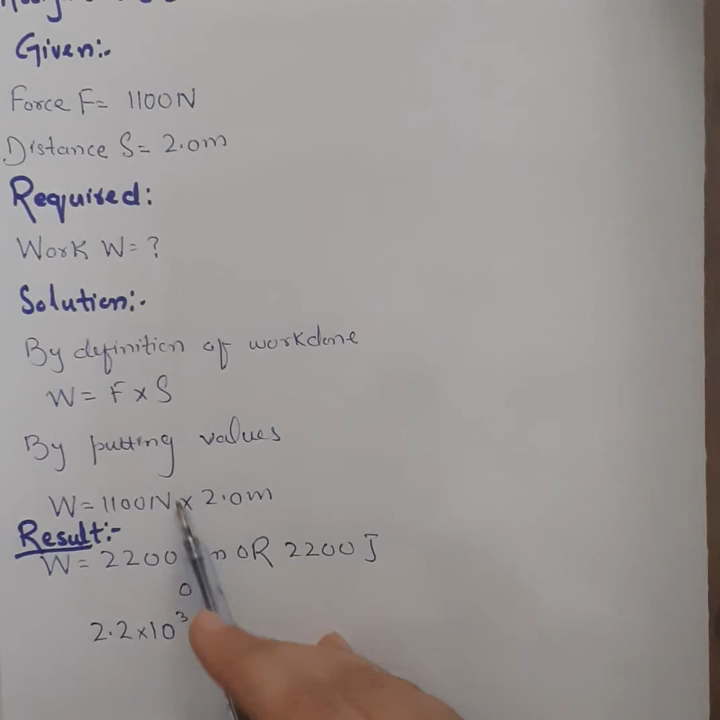 Given:-
Force F= 1100N
Distance S= 2.0m
Required:
Work W= ?
Solution:-
By definition of workdone
W= F x S
By putting values
W= 1100N x 2.0m
Result:-
W= 2200 m OR 2200 J
2.2x10³